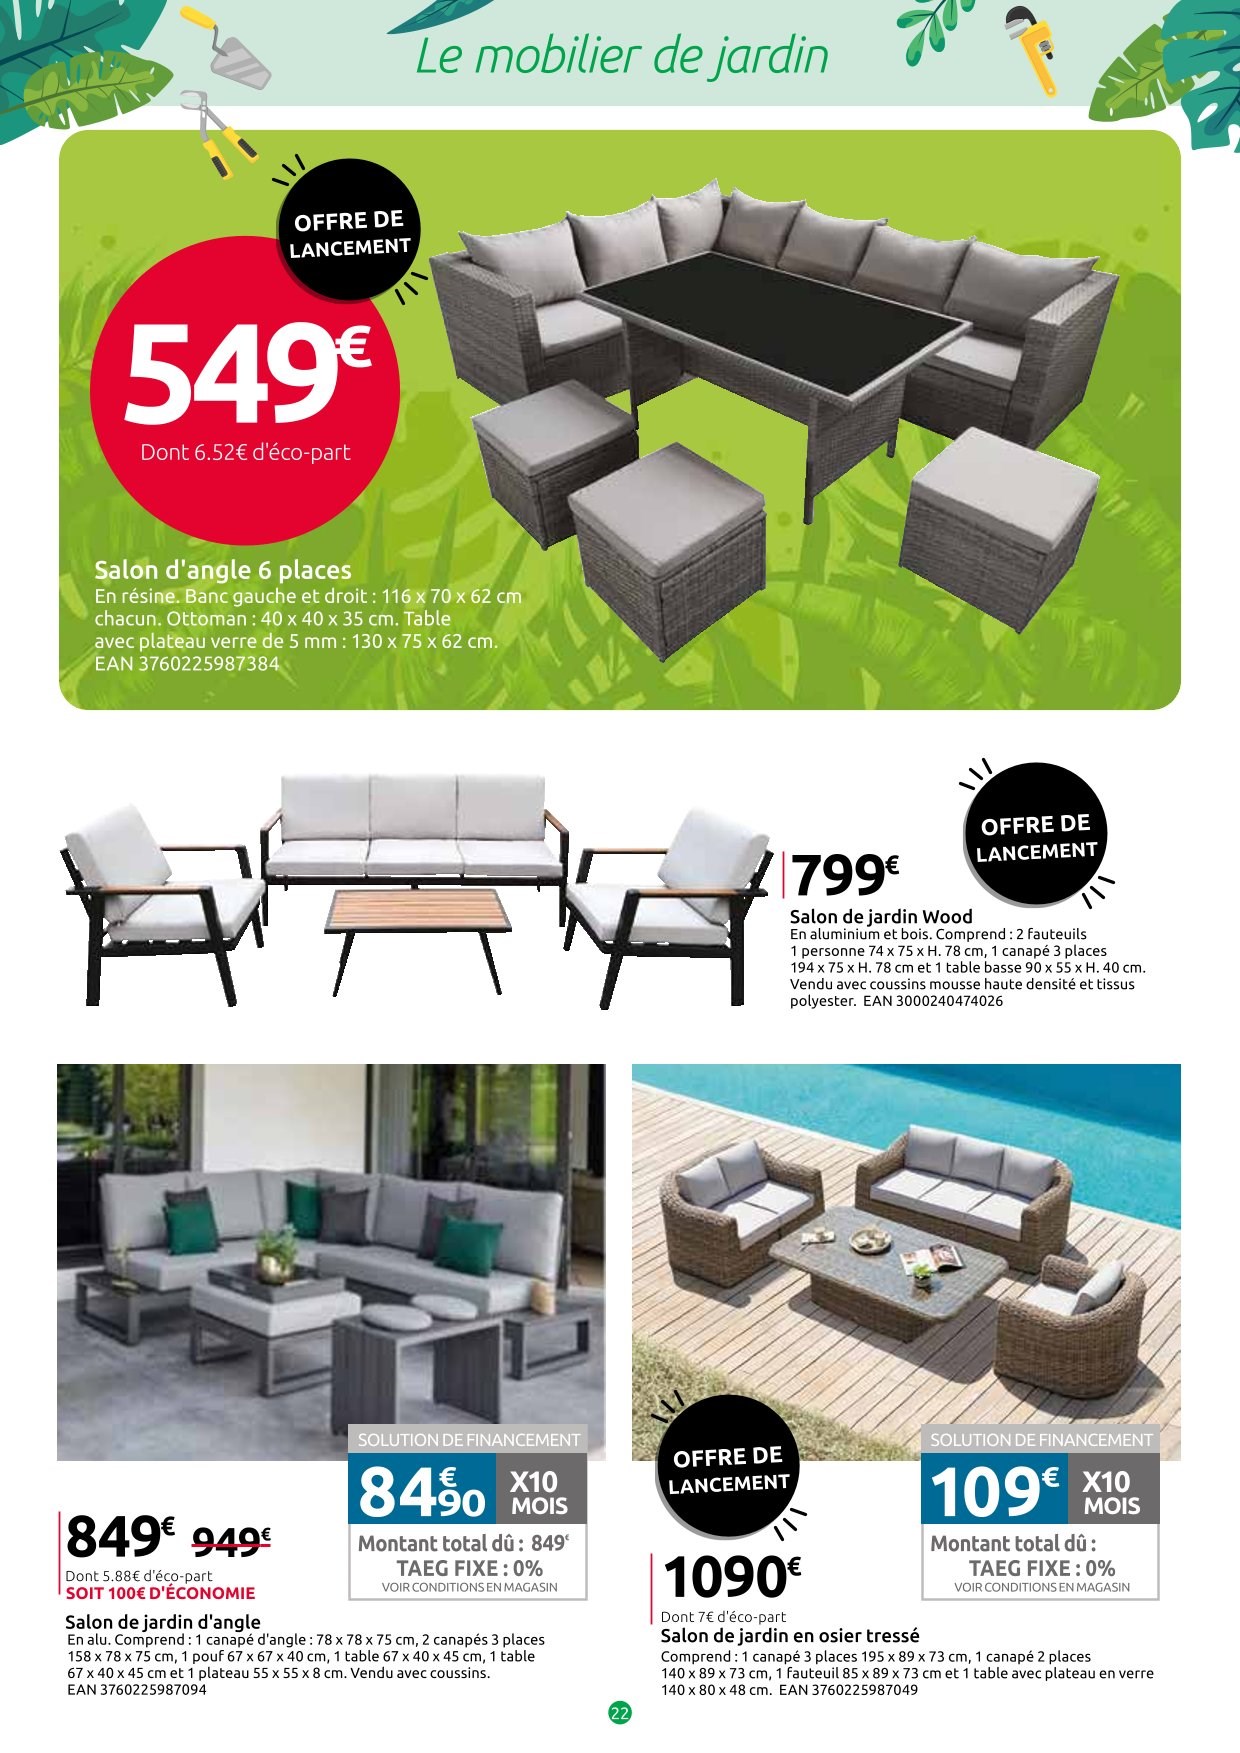 Le mobilier de jardin
OFFRE DE
LANCEMENT
549€
Dont 6.52€ d'éco-part
Salon d'angle 6 places
En résine. Banc gauche et droit : 116 x 70 x 62 cm
chacun. Ottoman : 40 x 40 x 35 cm. Table
avec plateau verre de 5 mm : 130 x 75 x 62 cm.
EAN 3760225987384
OFFRE DE
LANCEMENT
799€
Salon de jardin Wood
En aluminium et bois. Comprend : 2 fauteuils
1 personne 74 x 75 x H. 78 cm, 1 canapé 3 places
194 x 75 x H. 78 cm et 1 table basse 90 x 55 x H. 40 cm.
Vendu avec coussins mousse haute densité et tissus
polyester. EAN 3000240474026
SOLUTION DE FINANCEMENT
84€90 X10
MOIS
Montant total dû : 849€
TAEG FIXE : 0%
VOIR CONDITIONS EN MAGASIN
849€ 949€
Dont 5.88€ d'éco-part
SOIT 100€ D'ÉCONOMIE
Salon de jardin d'angle
En alu. Comprend : 1 canapé d'angle : 78 x 78 x 75 cm, 2 canapés 3 places
158 x 78 x 75 cm, 1 pouf 67 x 67 x 40 cm, 1 table 67 x 40 x 45 cm, 1 table
67 x 40 x 45 cm et 1 plateau 55 x 55 x 8 cm. Vendu avec coussins.
EAN 3760225987094
OFFRE DE
LANCEMENT
SOLUTION DE FINANCEMENT
109€ X10
MOIS
Montant total dû :
TAEG FIXE : 0%
VOIR CONDITIONS EN MAGASIN
1090€
Dont 7€ d'éco-part
Salon de jardin en osier tressé
Comprend : 1 canapé 3 places 195 x 89 x 73 cm, 1 canapé 2 places
140 x 89 x 73 cm, 1 fauteuil 85 x 89 x 73 cm et 1 table avec plateau en verre
140 x 80 x 48 cm. EAN 3760225987049
22